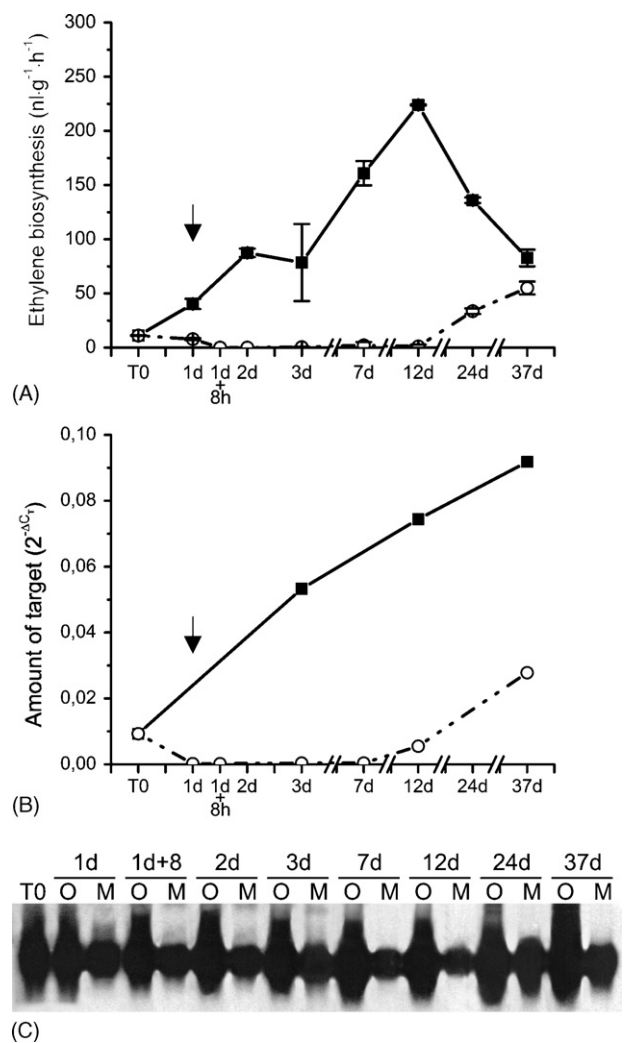 300
250
200
150
100
50
0
Ethylene biosynthesis (nl·g⁻¹·h⁻¹)
T0 1d 1d + 8h 2d 3d 7d 12d 24d 37d
(A)
0,10
0,08
0,06
0,04
0,02
0,00
Amount of target (2^-ΔC_T)
T0 1d 1d + 8h 2d 3d 7d 12d 24d 37d
(B)
1d 1d+8 2d 3d 7d 12d 24d 37d
T0 O M O M O M O M O M O M O M O M
(C)